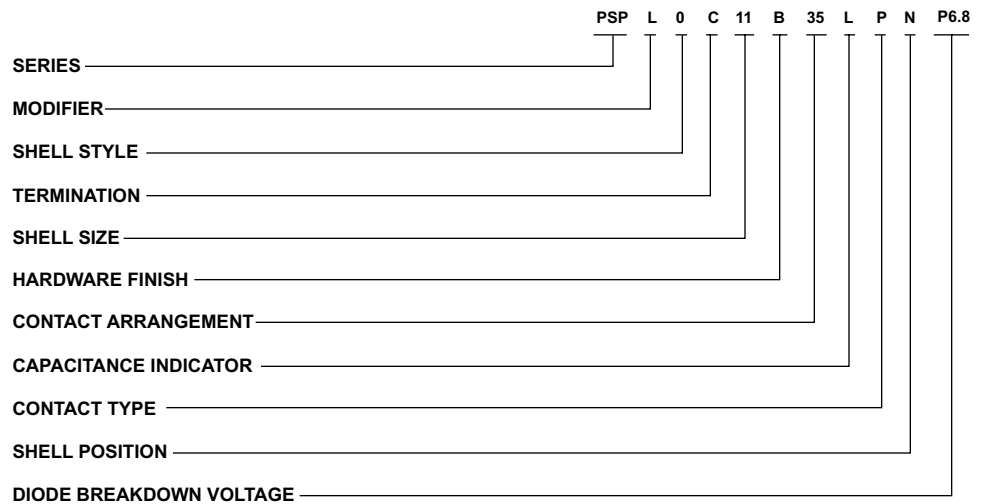 PSP L 0 C 11 B 35 L P N P6.8
SERIES
MODIFIER
SHELL STYLE
TERMINATION
SHELL SIZE
HARDWARE FINISH
CONTACT ARRANGEMENT
CAPACITANCE INDICATOR
CONTACT TYPE
SHELL POSITION
DIODE BREAKDOWN VOLTAGE